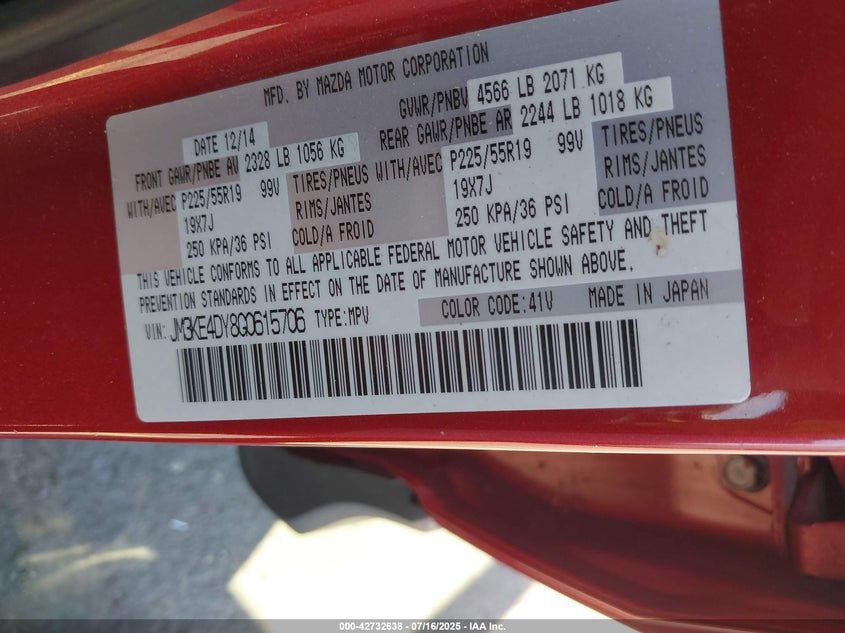 MFD. BY MAZDA MOTOR CORPORATION
DATE 12/14 GVWR/PNBV 4566 LB 2071 KG
FRONT GAWR/PNBE AV 2328 LB 1056 KG REAR GAWR/PNBE AR 2244 LB 1018 KG
WITH/AVEC P225/55R19 99V TIRES/PNEUS WITH/AVEC P225/55R19 99V TIRES/PNEUS
19X7J RIMS/JANTES 19X7J RIMS/JANTES
250 KPA/36 PSI COLD/A FROID 250 KPA/36 PSI COLD/A FROID
THIS VEHICLE CONFORMS TO ALL APPLICABLE FEDERAL MOTOR VEHICLE SAFETY AND THEFT
PREVENTION STANDARDS IN EFFECT ON THE DATE OF MANUFACTURE SHOWN ABOVE.
VIN: JM3KE4DY8G0615706 TYPE:MPV COLOR CODE:41V MADE IN JAPAN
000-42732638 - 07/16/2025 - IAA Inc.